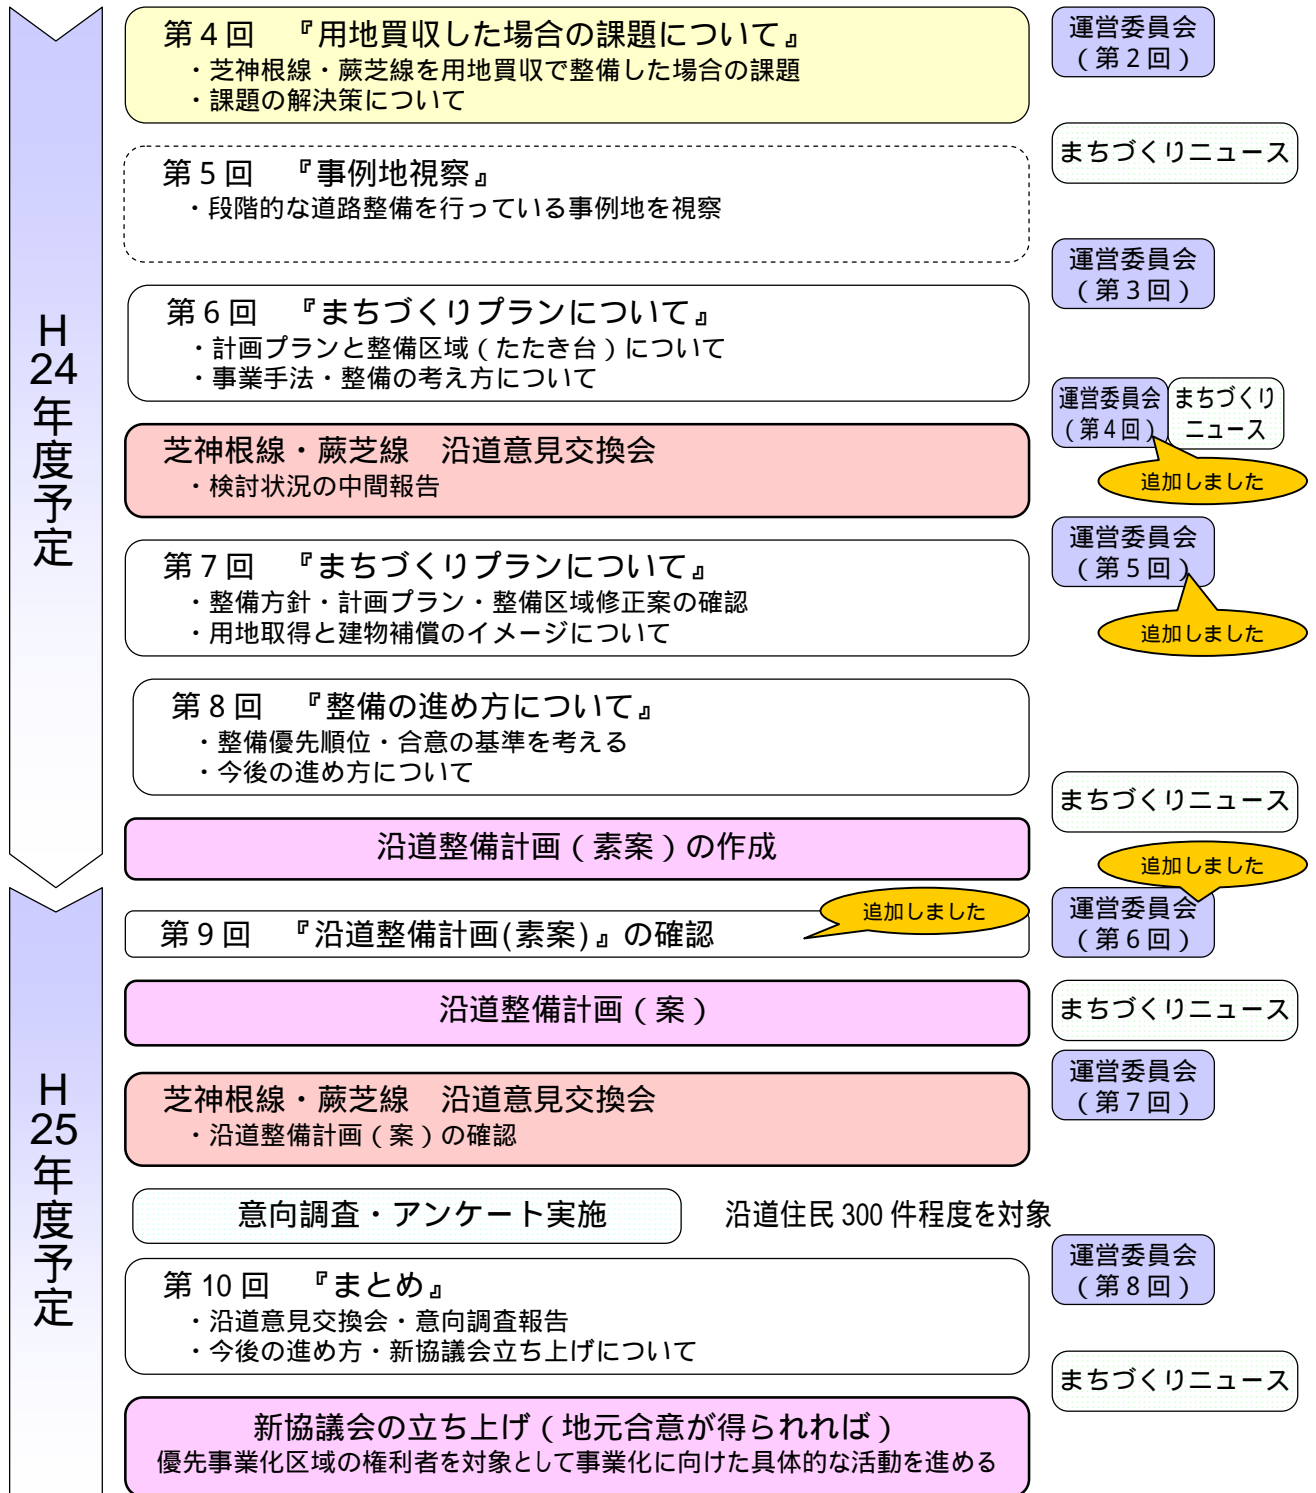 H
24
年
度
予
定
第４回　『用地買収した場合の課題について』
・芝神根線・蕨芝線を用地買収で整備した場合の課題
・課題の解決策について
運営委員会
（第２回）
まちづくりニュース
第５回　『事例地視察』
・段階的な道路整備を行っている事例地を視察
運営委員会
（第３回）
第６回　『まちづくりプランについて』
・計画プランと整備区域（たたき台）について
・事業手法・整備の考え方について
運営委員会
（第４回）
まちづくり
ニュース
追加しました
芝神根線・蕨芝線　沿道意見交換会
・検討状況の中間報告
運営委員会
（第５回）
追加しました
第７回　『まちづくりプランについて』
・整備方針・計画プラン・整備区域修正案の確認
・用地取得と建物補償のイメージについて
第８回　『整備の進め方について』
・整備優先順位・合意の基準を考える
・今後の進め方について
まちづくりニュース
沿道整備計画（素案）の作成
追加しました
H
25
年
度
予
定
第９回　『沿道整備計画(素案)』の確認
追加しました
運営委員会
（第６回）
沿道整備計画（案）
まちづくりニュース
芝神根線・蕨芝線　沿道意見交換会
・沿道整備計画（案）の確認
運営委員会
（第７回）
意向調査・アンケート実施
沿道住民 300 件程度を対象
第 10 回　『まとめ』
・沿道意見交換会・意向調査報告
・今後の進め方・新協議会立ち上げについて
運営委員会
（第８回）
まちづくりニュース
新協議会の立ち上げ（地元合意が得られれば）
優先事業化区域の権利者を対象として事業化に向けた具体的な活動を進める